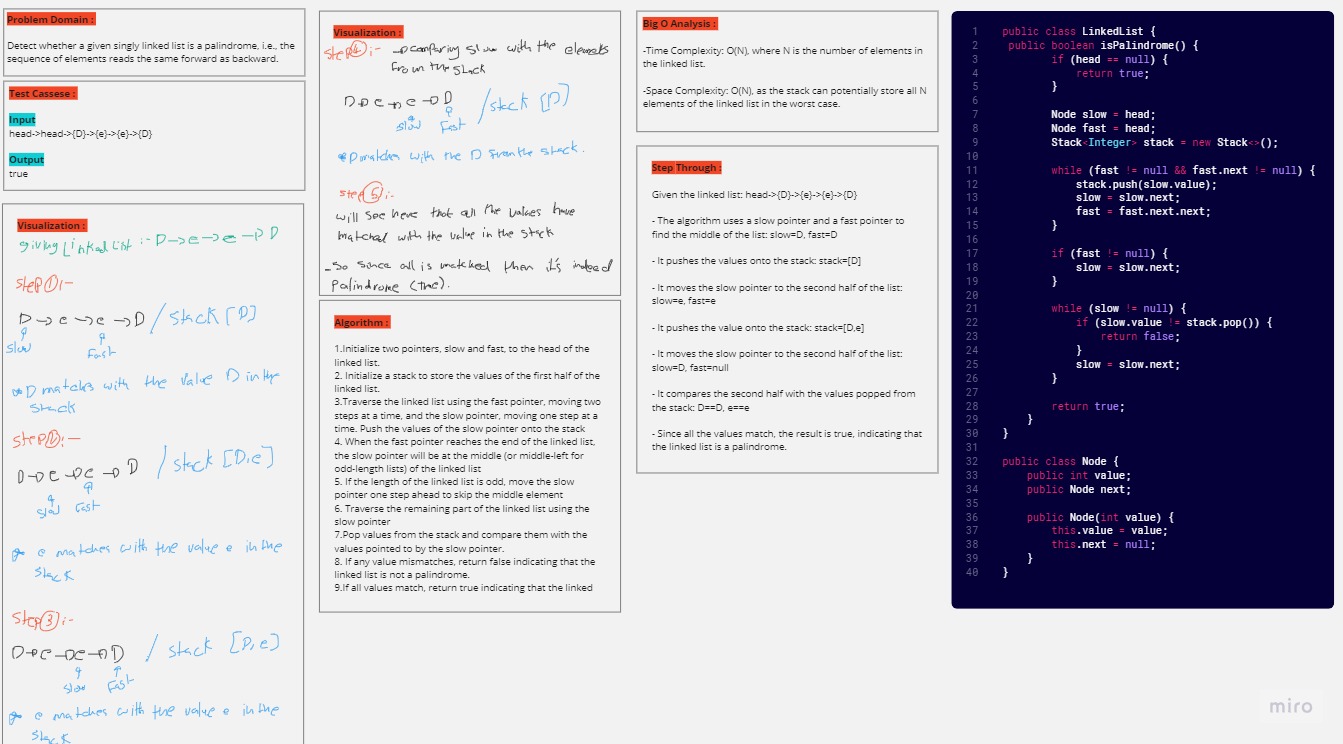 Problem Domain :
Detect whether a given singly linked list is a palindrome, i.e., the
sequence of elements reads the same forward as backward.
Test Cassese :
Input
head->head->{D}->{e}->{e}->{D}
Output
true
Visualization :
giving Linked List :- D->e->e->D
step(1):-
D->e->e->D / stack [D]
slow
Fast
*D matches with the value D in the
stack
step(2):-
D->e->e->D / stack [D,e]
slow Fast
* e matches with the value e in the
stack
step(3):-
D->e->e->D / stack [D,e]
slow Fast
* e matches with the value e in the
stack
Visualization :
step(4):- -> comparing slow with the elements
from the stack
D->e->e->D / stack [D]
slow Fast
*D matches with the D from the stack.
step(5):-
will see here that all the values have
matched with the value in the stack
-So since all is matched then it's indeed
Palindrome (true).
Algorithm :
1.Initialize two pointers, slow and fast, to the head of the
linked list.
2. Initialize a stack to store the values of the first half of the
linked list.
3.Traverse the linked list using the fast pointer, moving two
steps at a time, and the slow pointer, moving one step at a
time. Push the values of the slow pointer onto the stack
4. When the fast pointer reaches the end of the linked list,
the slow pointer will be at the middle (or middle-left for
odd-length lists) of the linked list
5. If the length of the linked list is odd, move the slow
pointer one step ahead to skip the middle element
6. Traverse the remaining part of the linked list using the
slow pointer
7.Pop values from the stack and compare them with the
values pointed to by the slow pointer.
8. If any value mismatches, return false indicating that the
linked list is not a palindrome.
9.If all values match, return true indicating that the linked
Big O Analysis :
-Time Complexity: O(N), where N is the number of elements in
the linked list.
-Space Complexity: O(N), as the stack can potentially store all N
elements of the linked list in the worst case.
Step Through :
Given the linked list: head->{D}->{e}->{e}->{D}
- The algorithm uses a slow pointer and a fast pointer to
find the middle of the list: slow=D, fast=D
- It pushes the values onto the stack: stack=[D]
- It moves the slow pointer to the second half of the list:
slow=e, fast=e
- It pushes the value onto the stack: stack=[D,e]
- It moves the slow pointer to the second half of the list:
slow=D, fast=null
- It compares the second half with the values popped from
the stack: D==D, e==e
- Since all the values match, the result is true, indicating that
the linked list is a palindrome.
1 public class LinkedList {
2 public boolean isPalindrome() {
3 if (head == null) {
4 return true;
5 }
6
7 Node slow = head;
8 Node fast = head;
9 Stack<Integer> stack = new Stack<>();
10
11 while (fast != null && fast.next != null) {
12 stack.push(slow.value);
13 slow = slow.next;
14 fast = fast.next.next;
15 }
16
17 if (fast != null) {
18 slow = slow.next;
19 }
20
21 while (slow != null) {
22 if (slow.value != stack.pop()) {
23 return false;
24 }
25 slow = slow.next;
26 }
27
28 return true;
29 }
30 }
31
32 public class Node {
33 public int value;
34 public Node next;
35
36 public Node(int value) {
37 this.value = value;
38 this.next = null;
39 }
40 }
miro